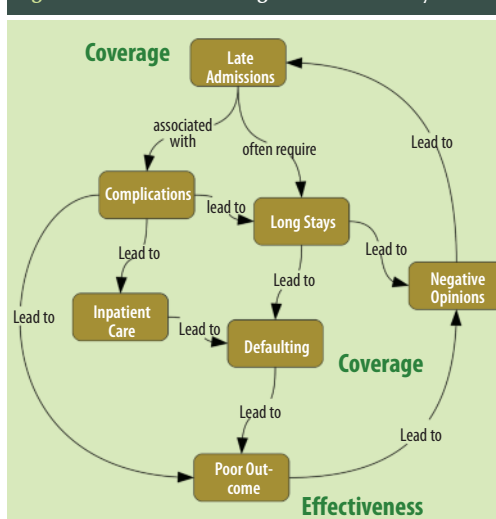 Coverage
Late
Admissions
associated
with
often require
Lead to
Complications
lead to
Long Stays
Lead to
Lead to
Lead to
Negative
Opinions
Inpatient
Care
Lead to
Lead to
Defaulting
Coverage
Lead to
Lead to
Poor Out-
come
Effectiveness